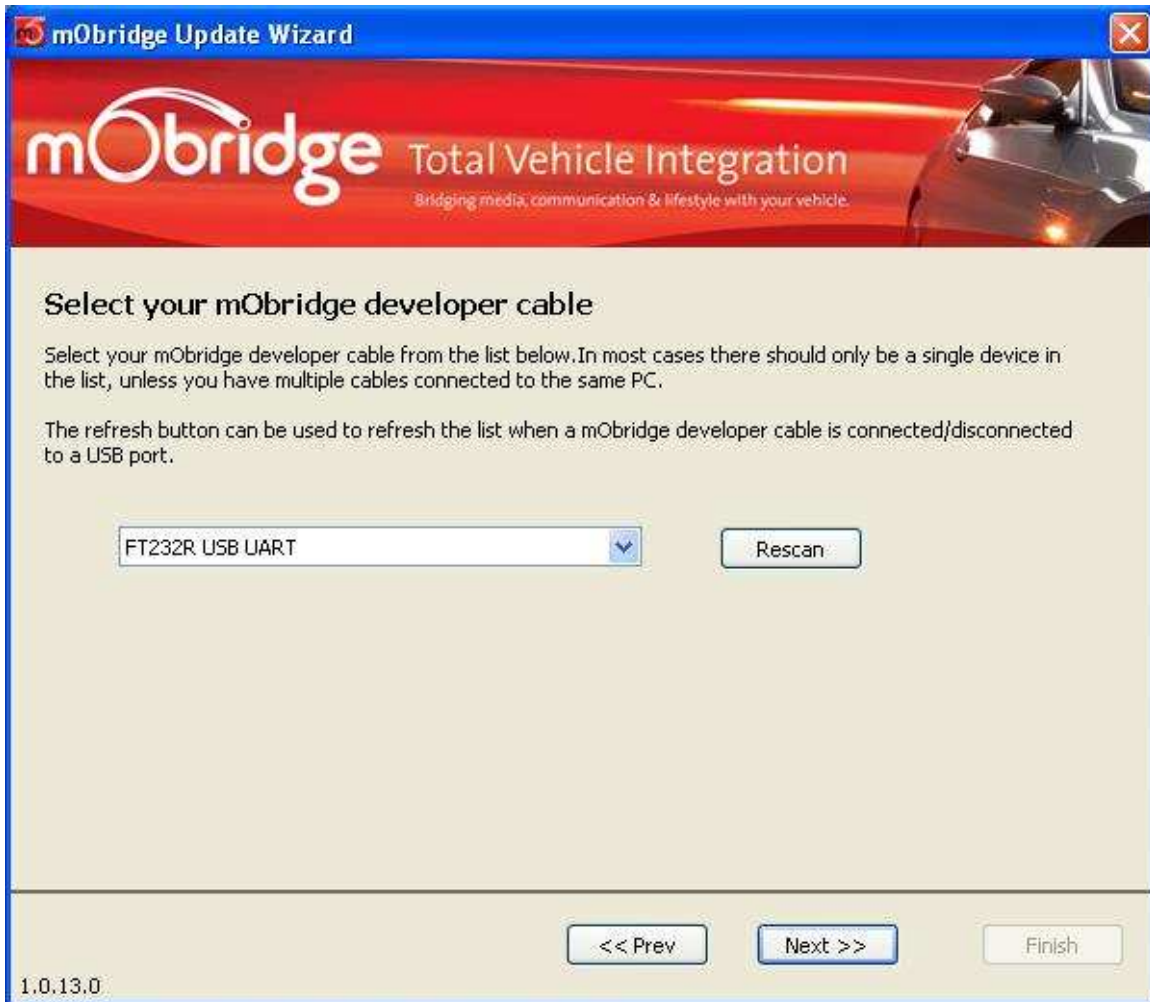 mObridge Update Wizard
mObridge
Total Vehicle Integration
Bridging media, communication & lifestyle with your vehicle.
Select your mObridge developer cable
Select your mObridge developer cable from the list below.In most cases there should only be a single device in
the list, unless you have multiple cables connected to the same PC.
The refresh button can be used to refresh the list when a mObridge developer cable is connected/disconnected
to a USB port.
FT232R USB UART
Rescan
<< Prev
Next >>
Finish
1.0.13.0